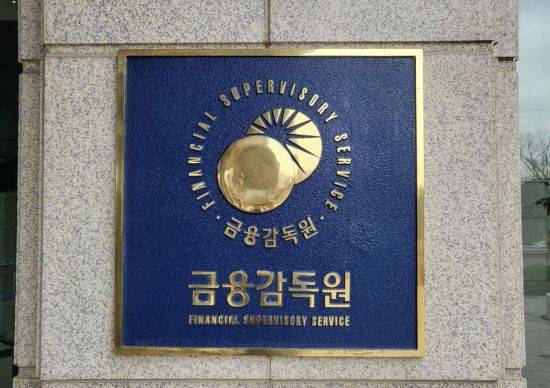 FINANCIAL SUPERVISORY SERVICE
· 금융감독원 ·
금융감독원
FINANCIAL SUPERVISORY SERVICE